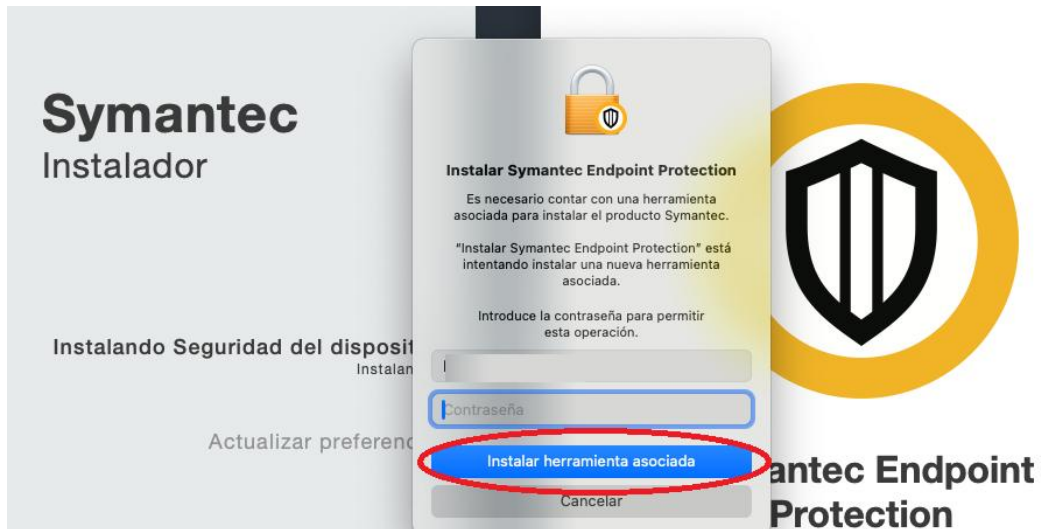 Symantec
Instalador
Instalando Seguridad del disposit
Instalan
Actualizar preferenc
Instalar Symantec Endpoint Protection
Es necesario contar con una herramienta
asociada para instalar el producto Symantec.
"Instalar Symantec Endpoint Protection" está
intentando instalar una nueva herramienta
asociada.
Introduce la contraseña para permitir
esta operación.
Contraseña
Instalar herramienta asociada
Cancelar
antec Endpoint
Protection